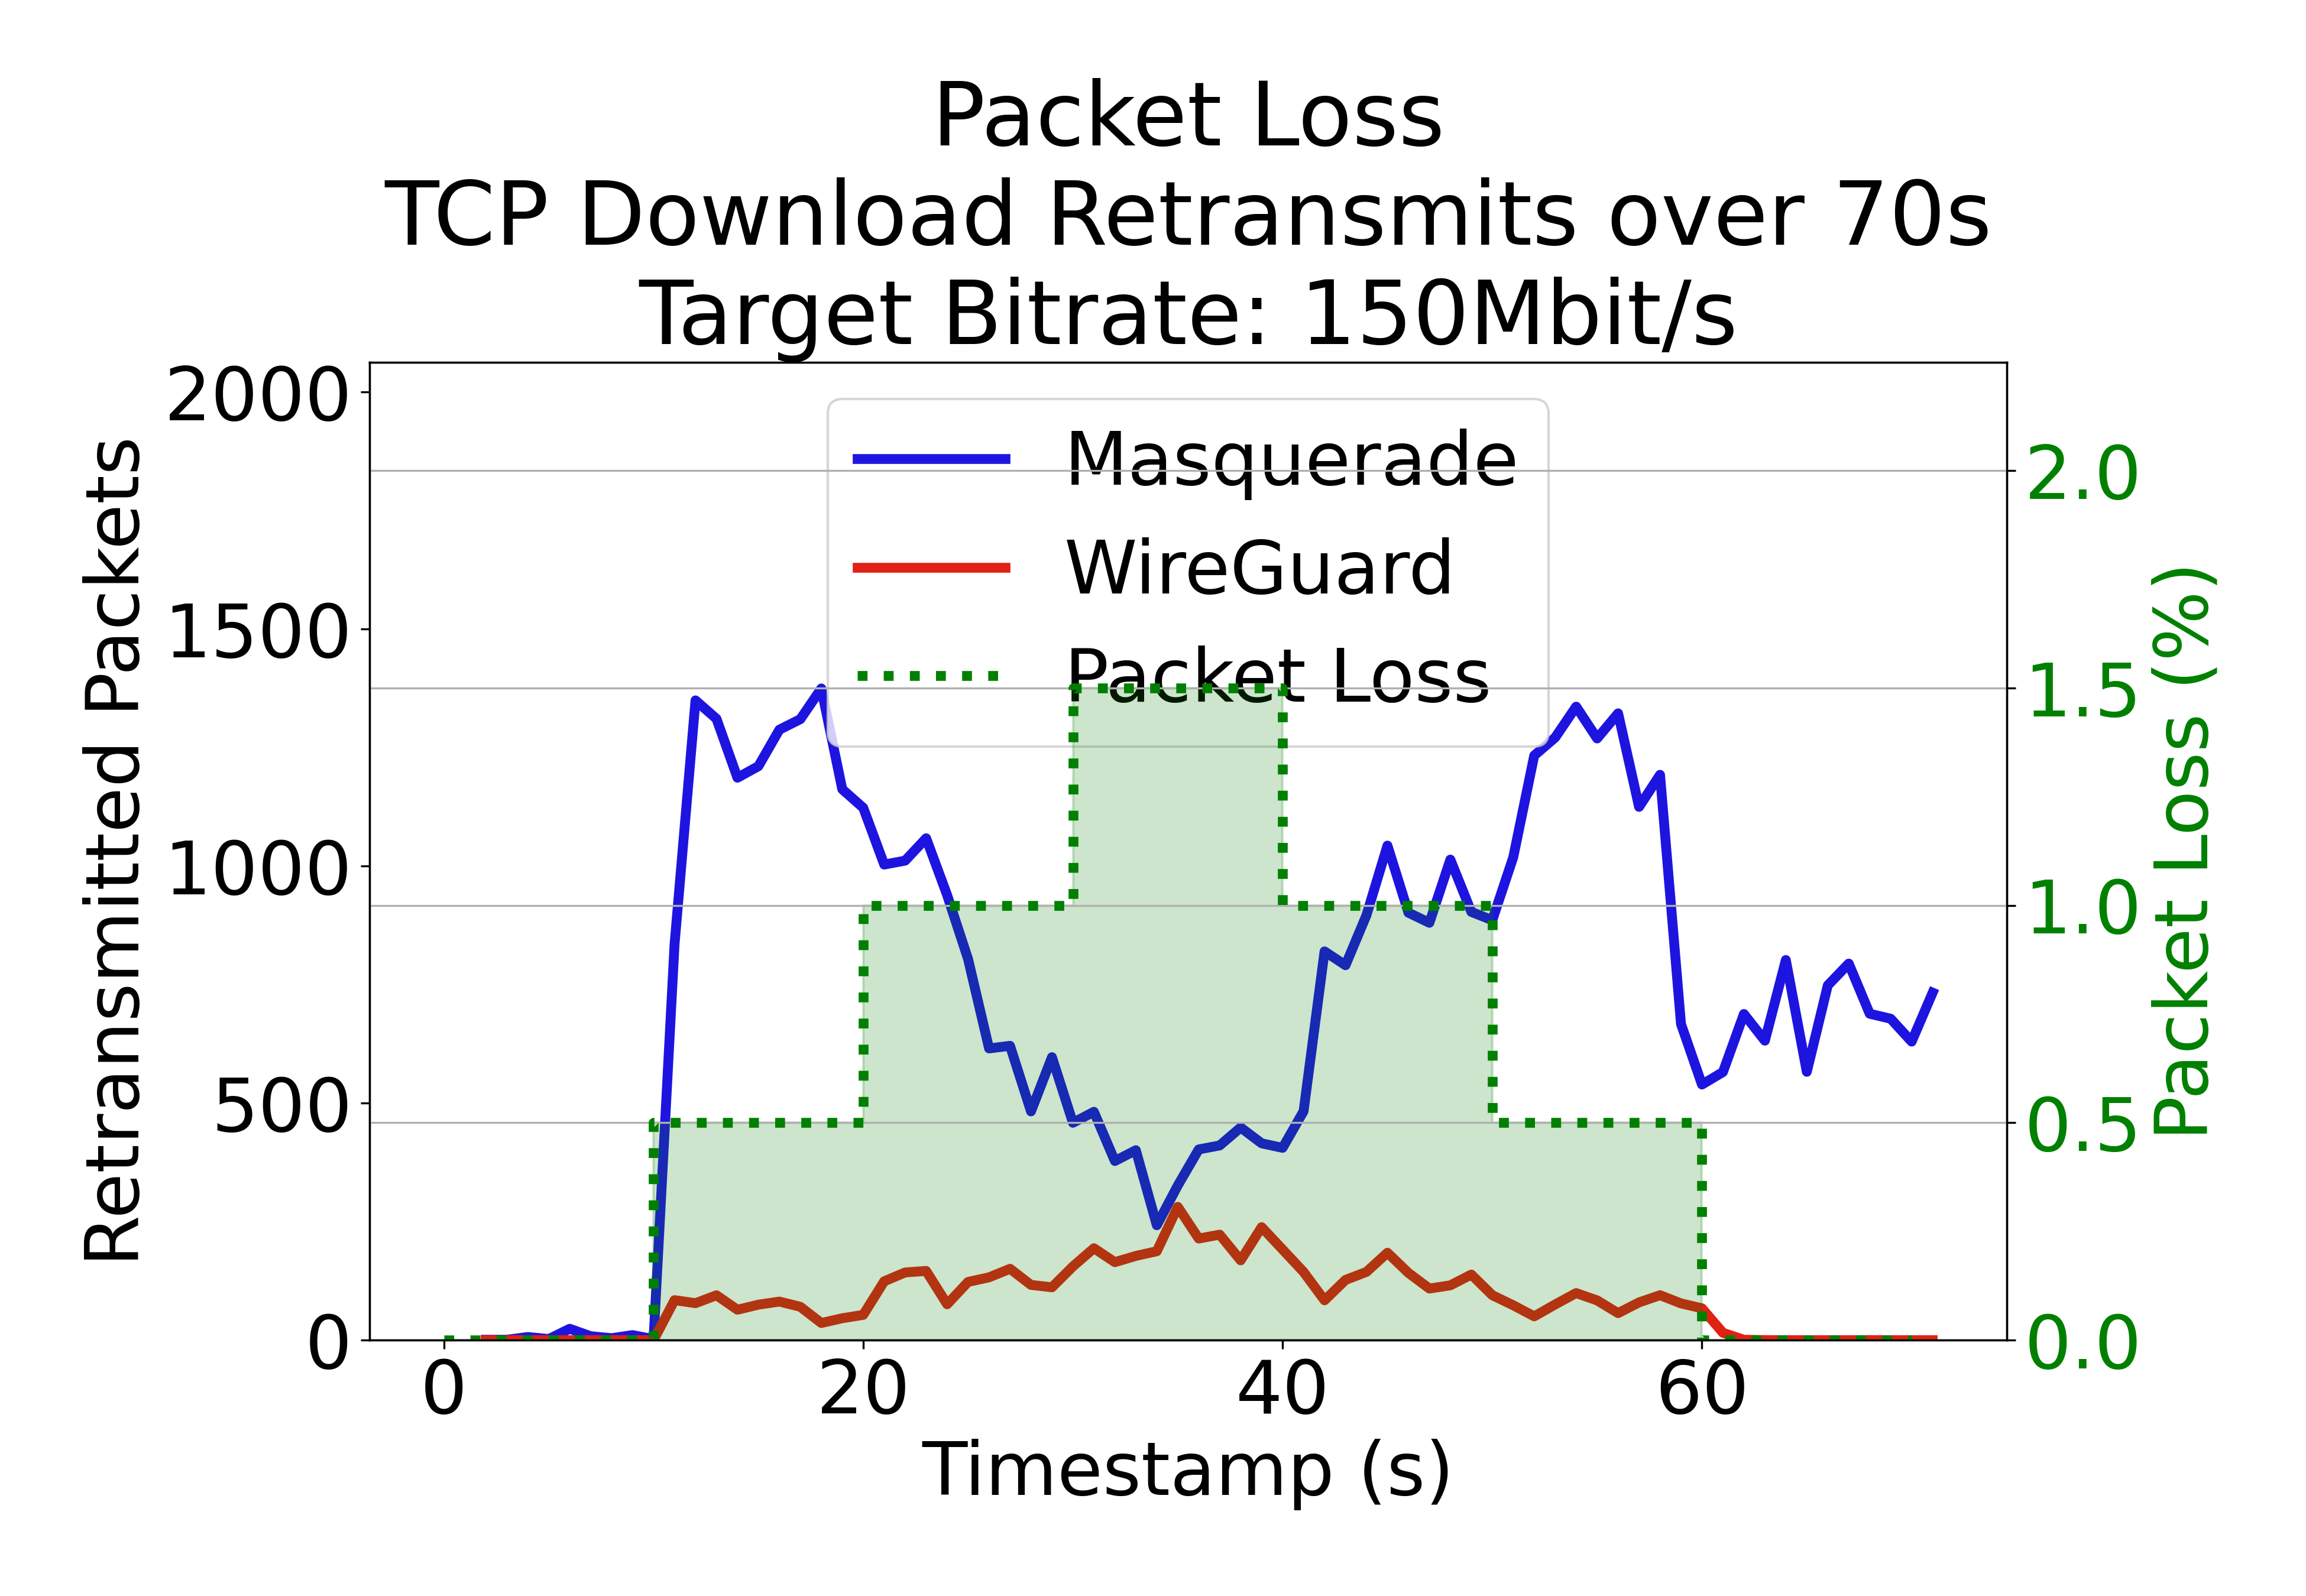 Packet Loss
TCP Download Retransmits over 70s
Target Bitrate: 150Mbit/s
Retransmitted Packets
2000
1500
1000
500
0
Masquerade
WireGuard
Packet Loss
2.0
1.5
1.0
0.5
0.0
Packet Loss (%)
0 20 40 60
Timestamp (s)